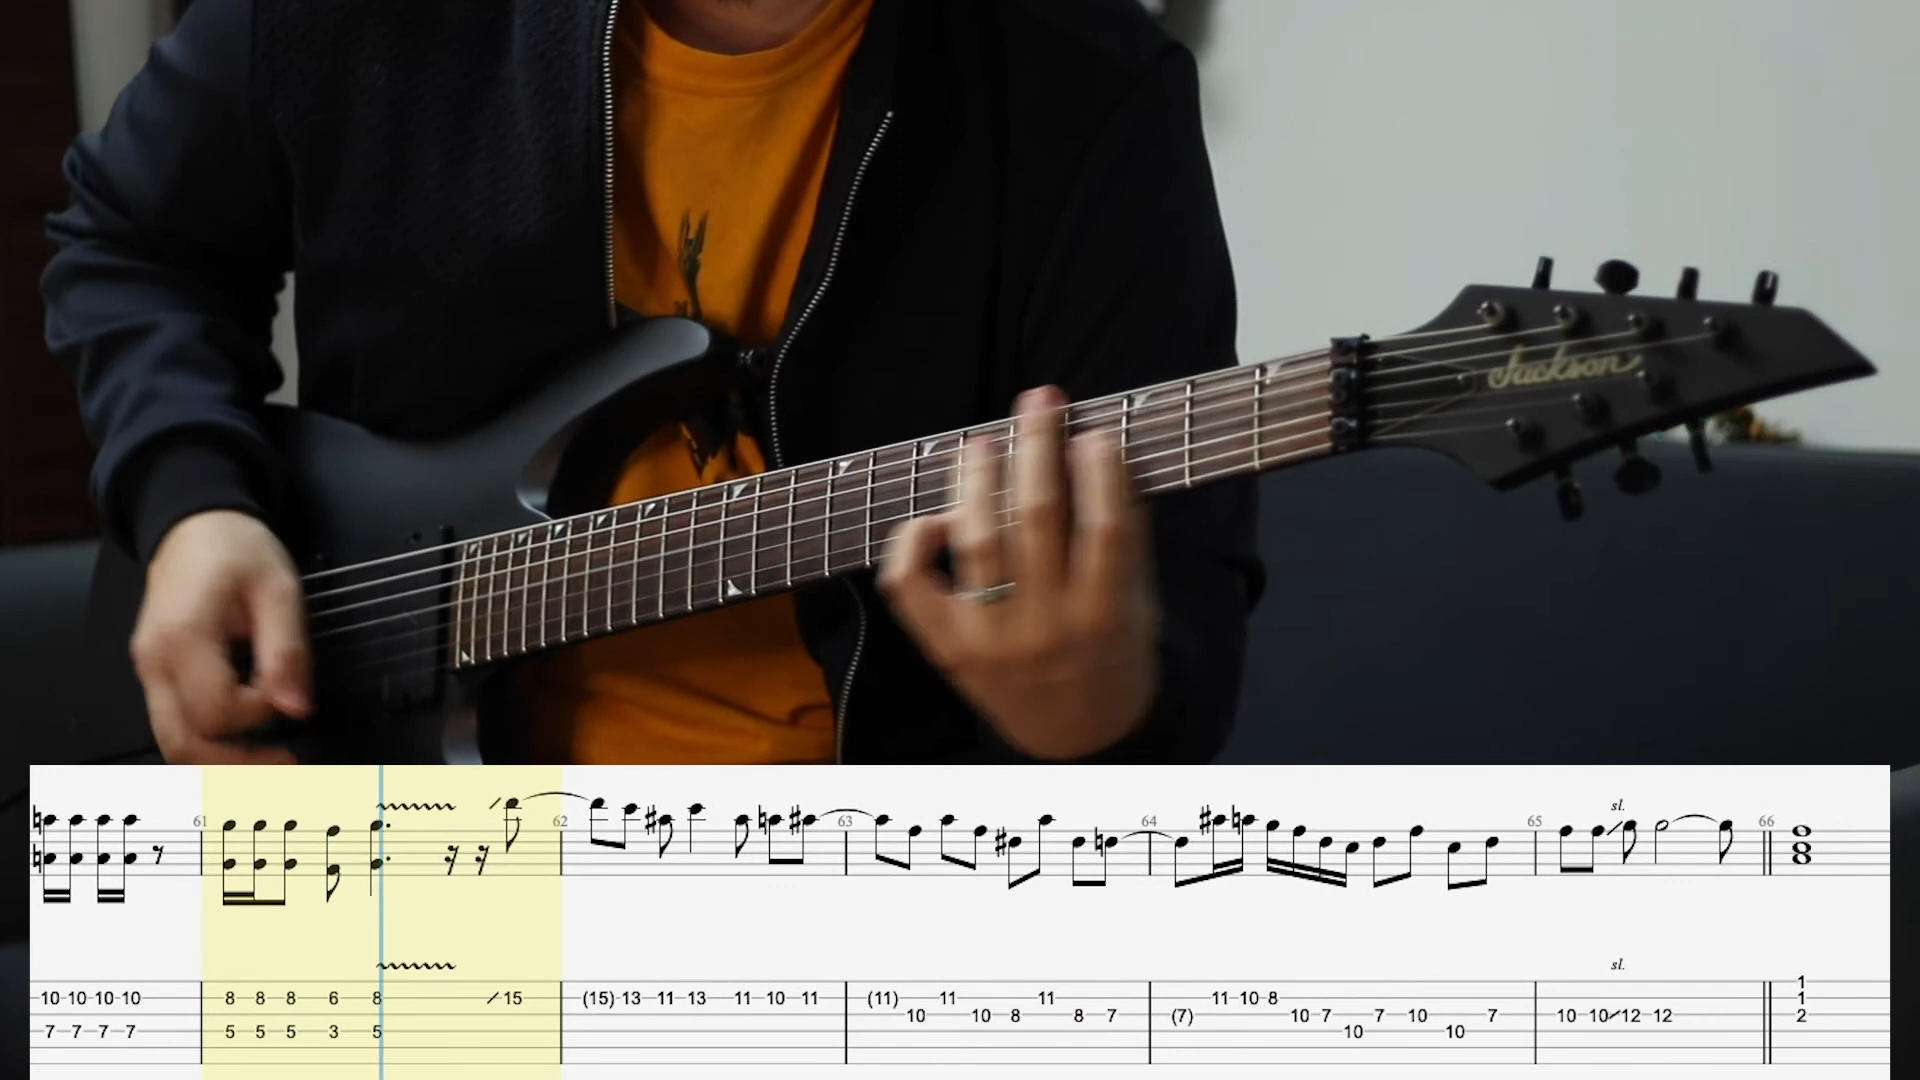 Jackson
sl.
61 62 63 64 65 66
sl.
1
10 10 10 10 8 8 8 6 8 15 (15) 13 11 13 11 10 11 (11) 11 11 11 10 8 1
10 10 8 8 7 (7) 10 7 7 10 7 10 10 12 12 2
7 7 7 7 5 5 5 3 5 10 10